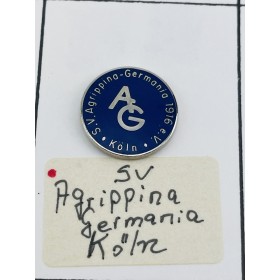 S.V. Agrippina-Germania 1916 e.V.
AG
Köln
SV
Agrippina
Germania
Köln